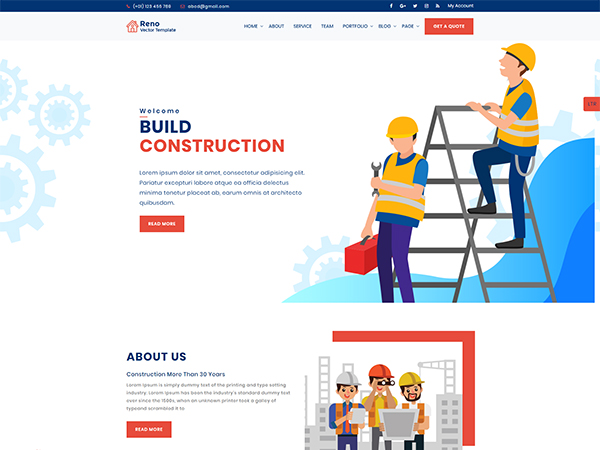 (+01) 123 456 789 abcd@gmail.com My Account
Reno
Vector Template
HOME ABOUT SERVICE TEAM PORTFOLIO BLOG PAGE GET A QUOTE
LTR
Welcome
BUILD
CONSTRUCTION
Lorem ipsum dolor sit amet, consectetur adipisicing elit.
Pariatur excepturi labore magna ea officia delectus
minima temptore placeat ab, earum omnis at architecto
quibusdam.
READ MORE
ABOUT US
Construction More Than 30 Years
Lorem Ipsum is simply dummy text of the printing and type setting
industry. Lorem Ipsum has been the industry's standard dummy text
ever since the 1500s, when an unknown printer took a galley of
typeand scrambled it to
READ MORE